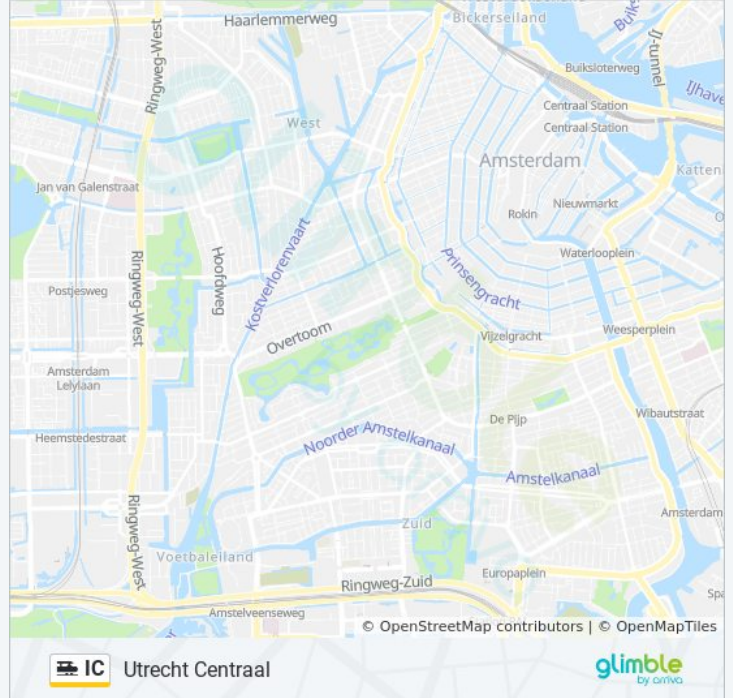 Haarlemmerweg
Bickerseiland
Ringweg-West
IJ-tunnel
Buiksloterweg
IJhave
Centraal Station
Centraal Station
West
Amsterdam
Katten
Jan van Galenstraat
Nieuwmarkt
Rokin
Kostverlorenvaart
Waterlooplein
Hoofdweg
Prinsengracht
Postjesweg
Ringweg-West
Overtoom
Vijzelgracht
Weesperplein
Amsterdam
Lelylaan
De Pijp
Wibautstraat
Heemstedestraat
Noorder Amstelkanaal
Amstelkanaal
Ringweg-West
Amsterdam
Zuid
Voetbaleiland
Europaplein
Ringweg-Zuid
Spa
Amstelveenseweg
© OpenStreetMap contributors | © OpenMapTiles
IC Utrecht Centraal
glimble
by arriva